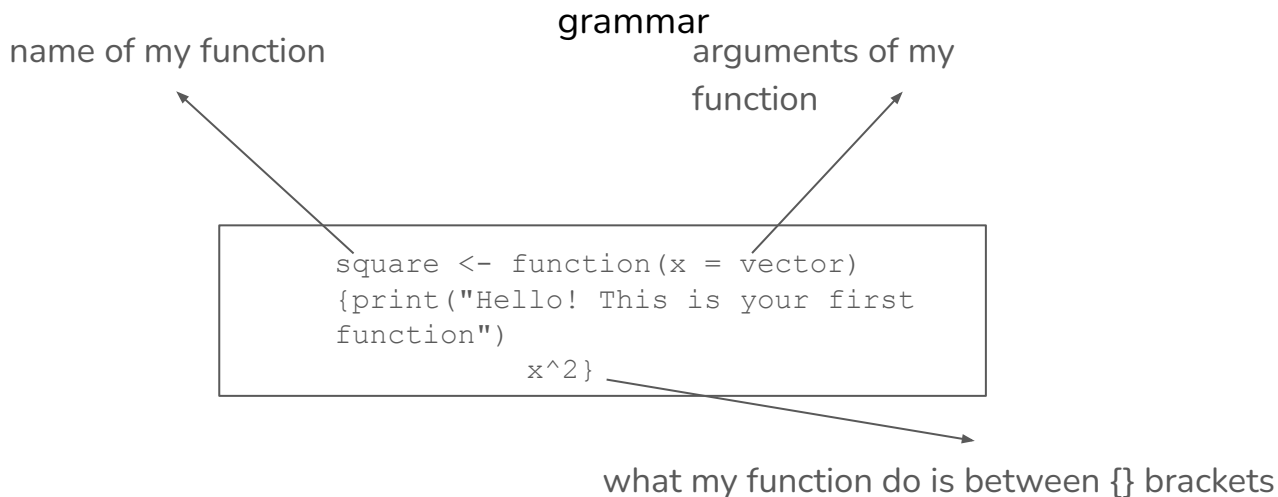 grammar
name of my function
arguments of my
function
square <- function(x = vector)
{print("Hello! This is your first
function")
x^2}
what my function do is between {} brackets